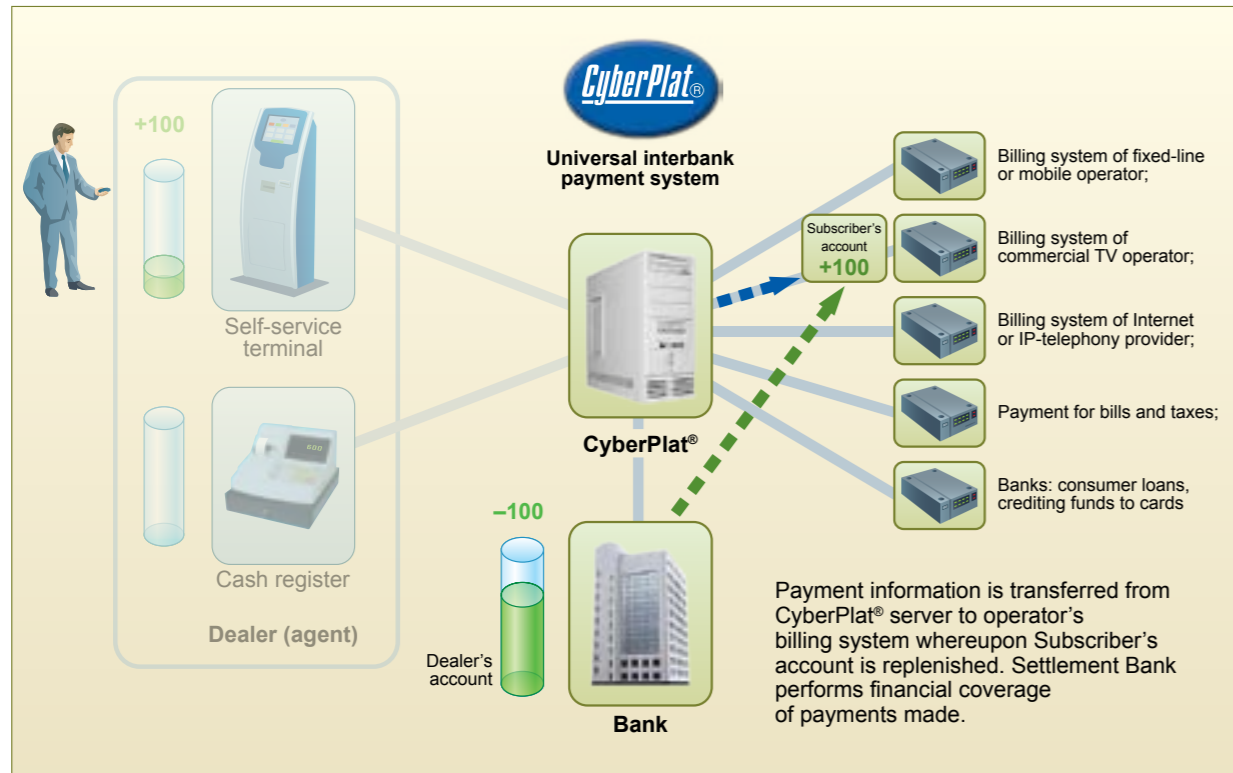 CyberPlat®
Universal interbank
payment system
+100
Self-service
terminal
Cash register
Dealer (agent)
CyberPlat®
–100
Dealer's
account
Bank
Subscriber's
account
+100
Billing system of fixed-line
or mobile operator;
Billing system of
commercial TV operator;
Billing system of Internet
or IP-telephony provider;
Payment for bills and taxes;
Banks: consumer loans,
crediting funds to cards
Payment information is transferred from
CyberPlat® server to operator's
billing system whereupon Subscriber's
account is replenished. Settlement Bank
performs financial coverage
of payments made.